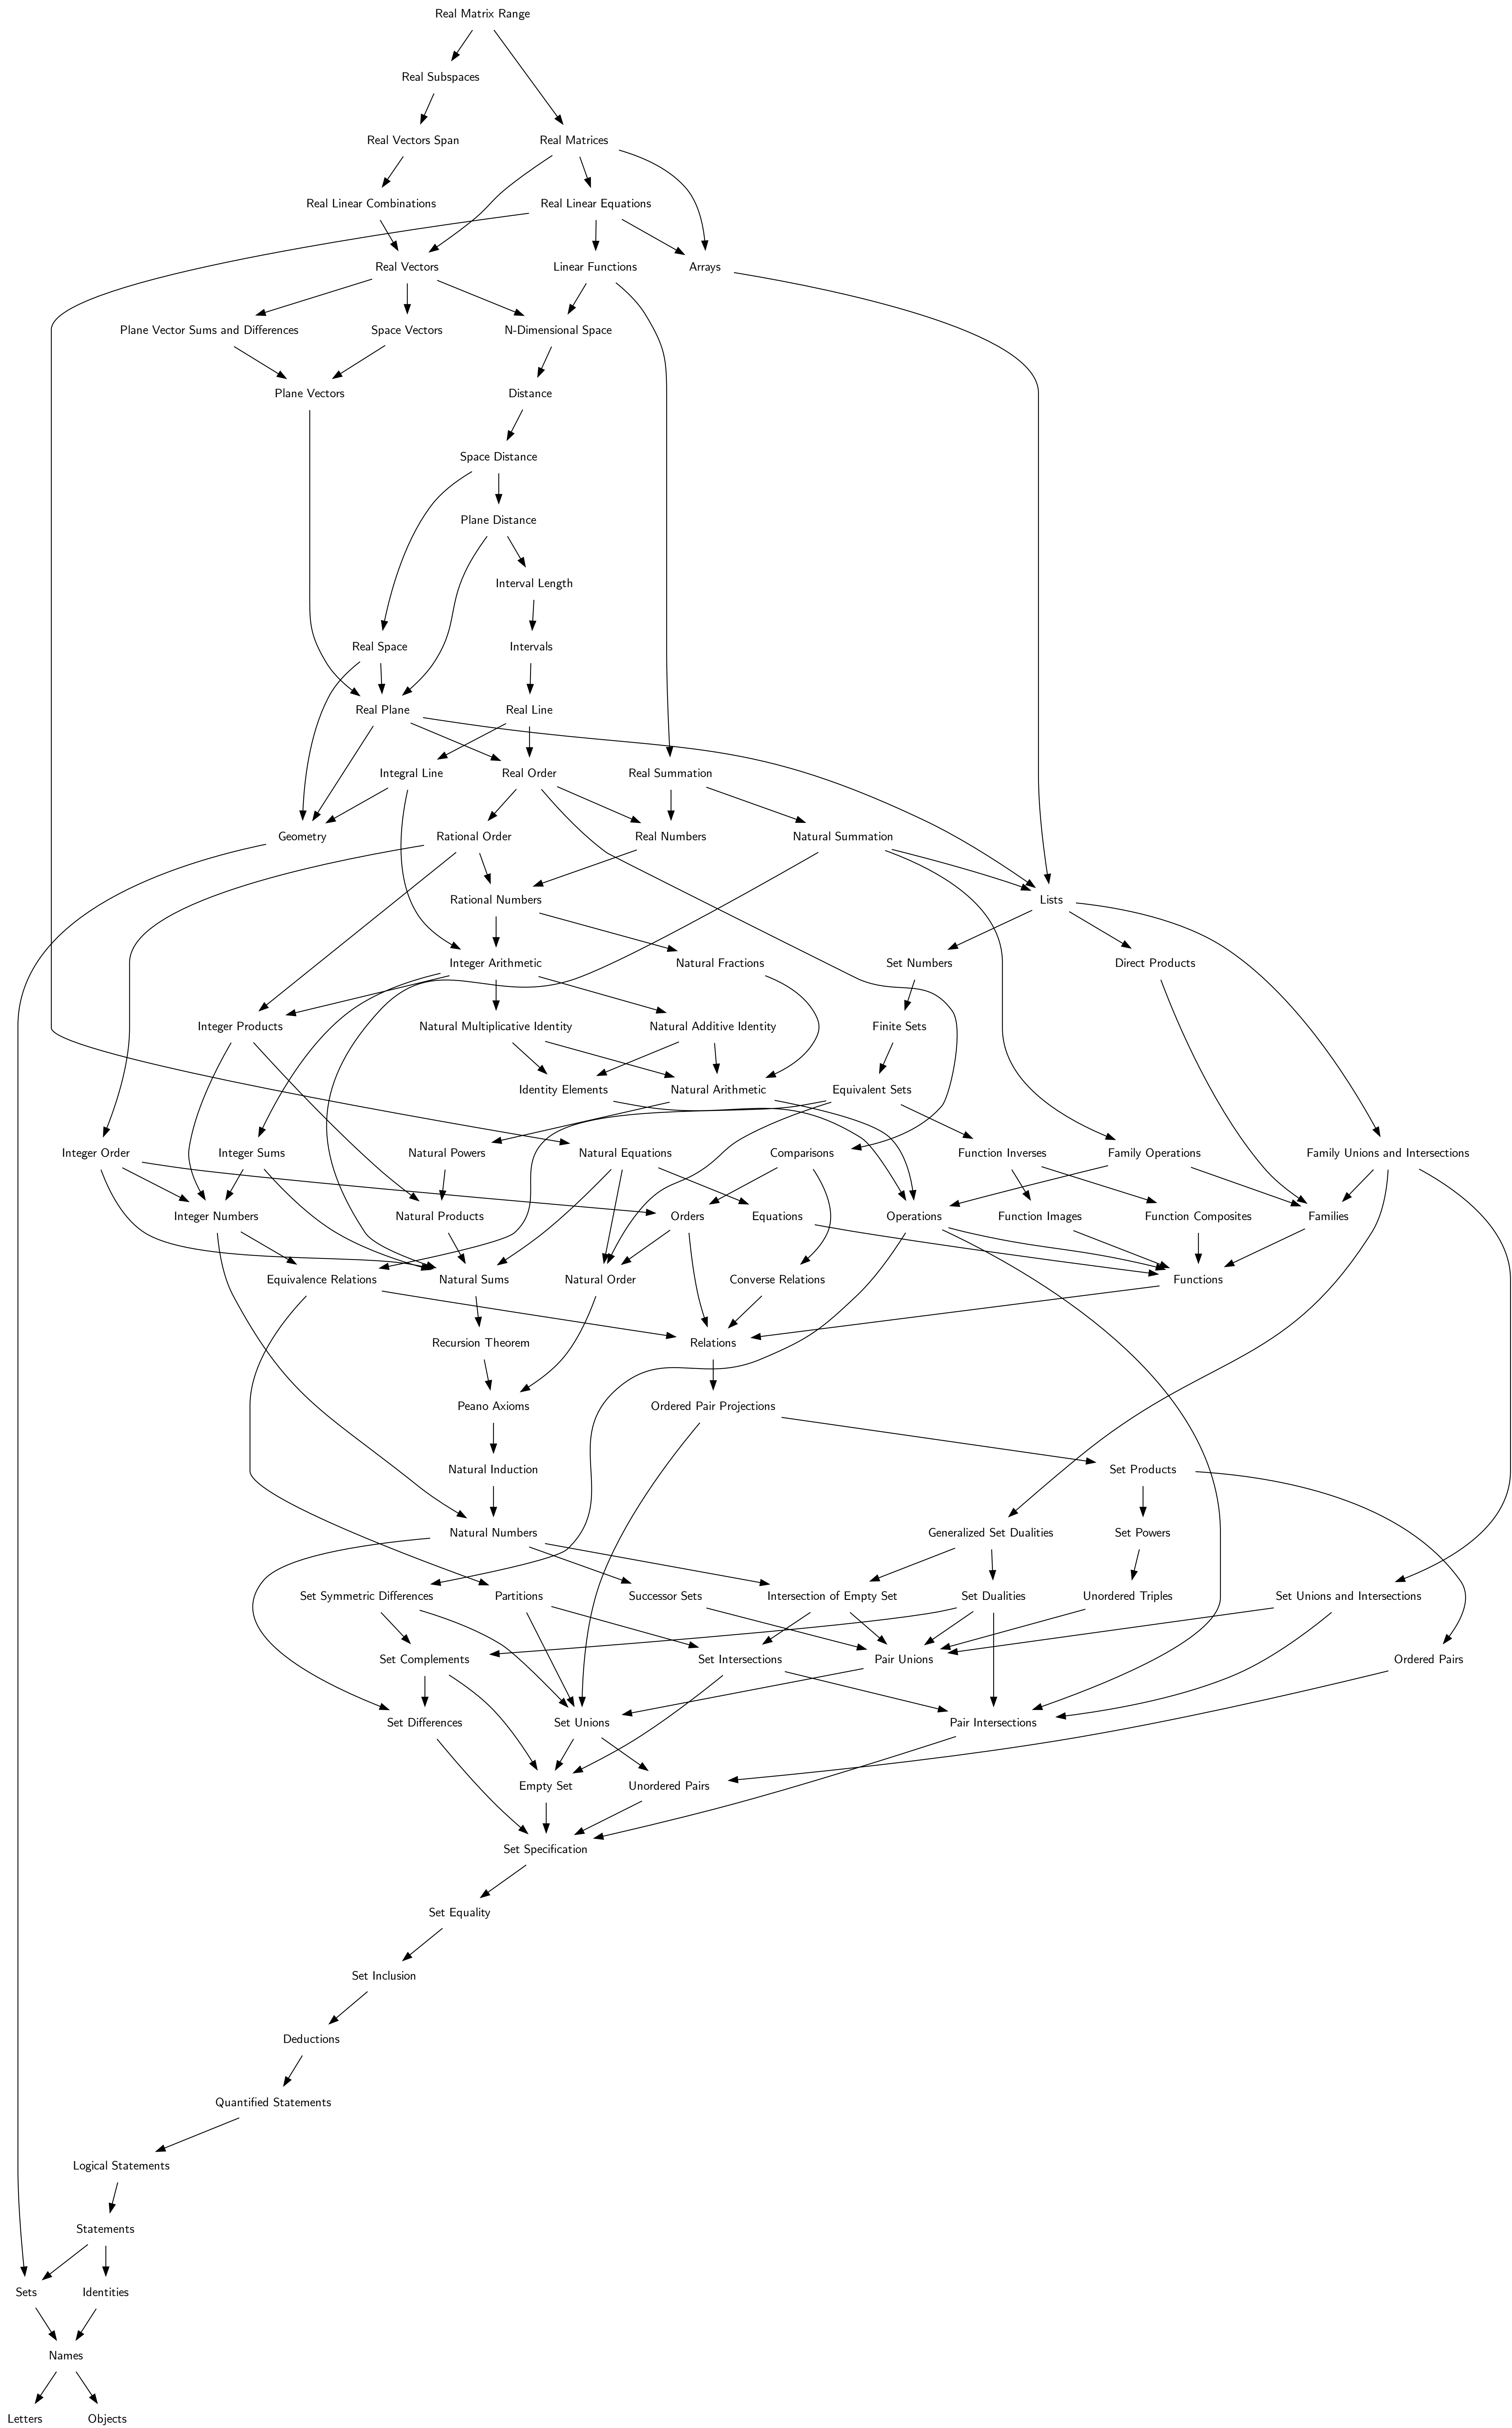 Real Matrix Range
Real Subspaces
Real Vectors Span
Real Matrices
Real Linear Combinations
Real Linear Equations
Real Vectors
Linear Functions
Arrays
Plane Vector Sums and Differences
Space Vectors
N-Dimensional Space
Plane Vectors
Distance
Space Distance
Plane Distance
Interval Length
Real Space
Intervals
Real Plane
Real Line
Integral Line
Real Order
Real Summation
Geometry
Rational Order
Real Numbers
Natural Summation
Rational Numbers
Lists
Integer Arithmetic
Natural Fractions
Set Numbers
Direct Products
Integer Products
Natural Multiplicative Identity
Natural Additive Identity
Finite Sets
Identity Elements
Natural Arithmetic
Equivalent Sets
Integer Order
Integer Sums
Natural Powers
Natural Equations
Comparisons
Function Inverses
Family Operations
Family Unions and Intersections
Integer Numbers
Natural Products
Orders
Equations
Operations
Function Images
Function Composites
Families
Equivalence Relations
Natural Sums
Natural Order
Converse Relations
Functions
Recursion Theorem
Relations
Peano Axioms
Ordered Pair Projections
Natural Induction
Set Products
Natural Numbers
Generalized Set Dualities
Set Powers
Set Symmetric Differences
Partitions
Successor Sets
Intersection of Empty Set
Set Dualities
Unordered Triples
Set Unions and Intersections
Set Complements
Set Intersections
Pair Unions
Ordered Pairs
Set Differences
Set Unions
Pair Intersections
Empty Set
Unordered Pairs
Set Specification
Set Equality
Set Inclusion
Deductions
Quantified Statements
Logical Statements
Statements
Sets
Identities
Names
Letters
Objects